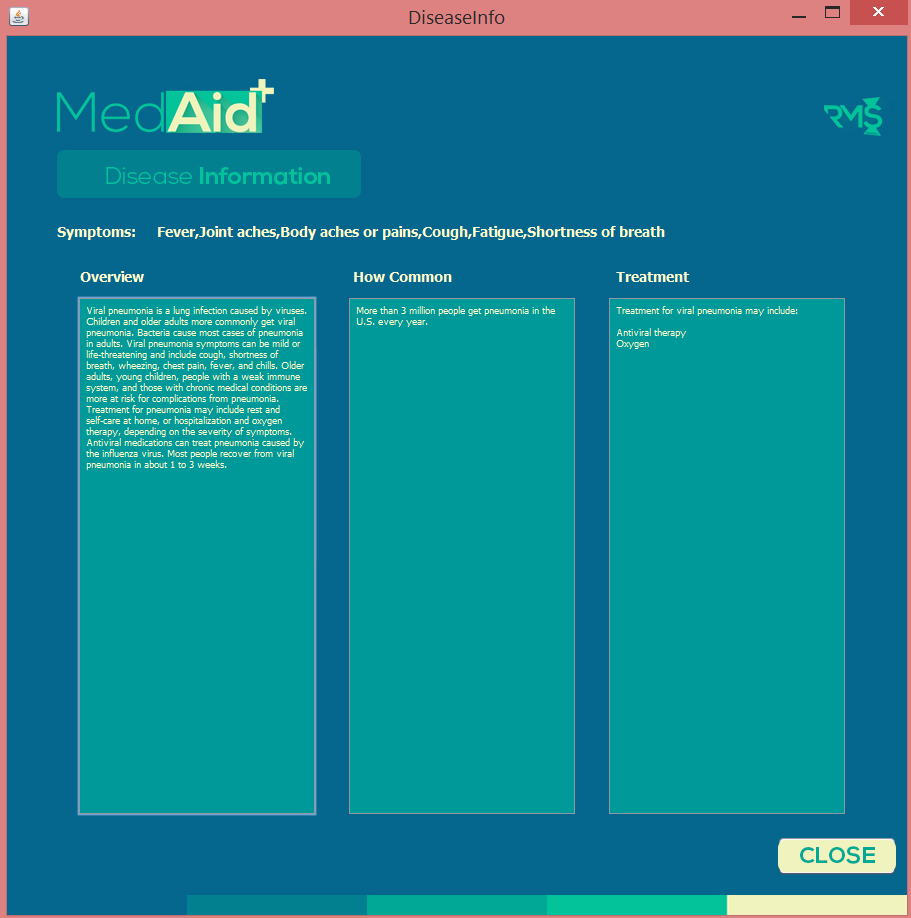 DiseaseInfo
MedAid+
RMS
Disease Information
Symptoms: Fever,Joint aches,Body aches or pains,Cough,Fatigue,Shortness of breath
Overview
Viral pneumonia is a lung infection caused by viruses.
Children and older adults more commonly get viral
pneumonia. Bacteria cause most cases of pneumonia
in adults. Viral pneumonia symptoms can be mild or
life-threatening and include cough, shortness of
breath, wheezing, chest pain, fever, and chills. Older
adults, young children, people with a weak immune
system, and those with chronic medical conditions are
more at risk for complications from pneumonia.
Treatment for pneumonia may include rest and
self-care at home, or hospitalization and oxygen
therapy, depending on the severity of symptoms.
Antiviral medications can treat pneumonia caused by
the influenza virus. Most people recover from viral
pneumonia in about 1 to 3 weeks.
How Common
More than 3 million people get pneumonia in the
U.S. every year.
Treatment
Treatment for viral pneumonia may include:
Antiviral therapy
Oxygen
CLOSE